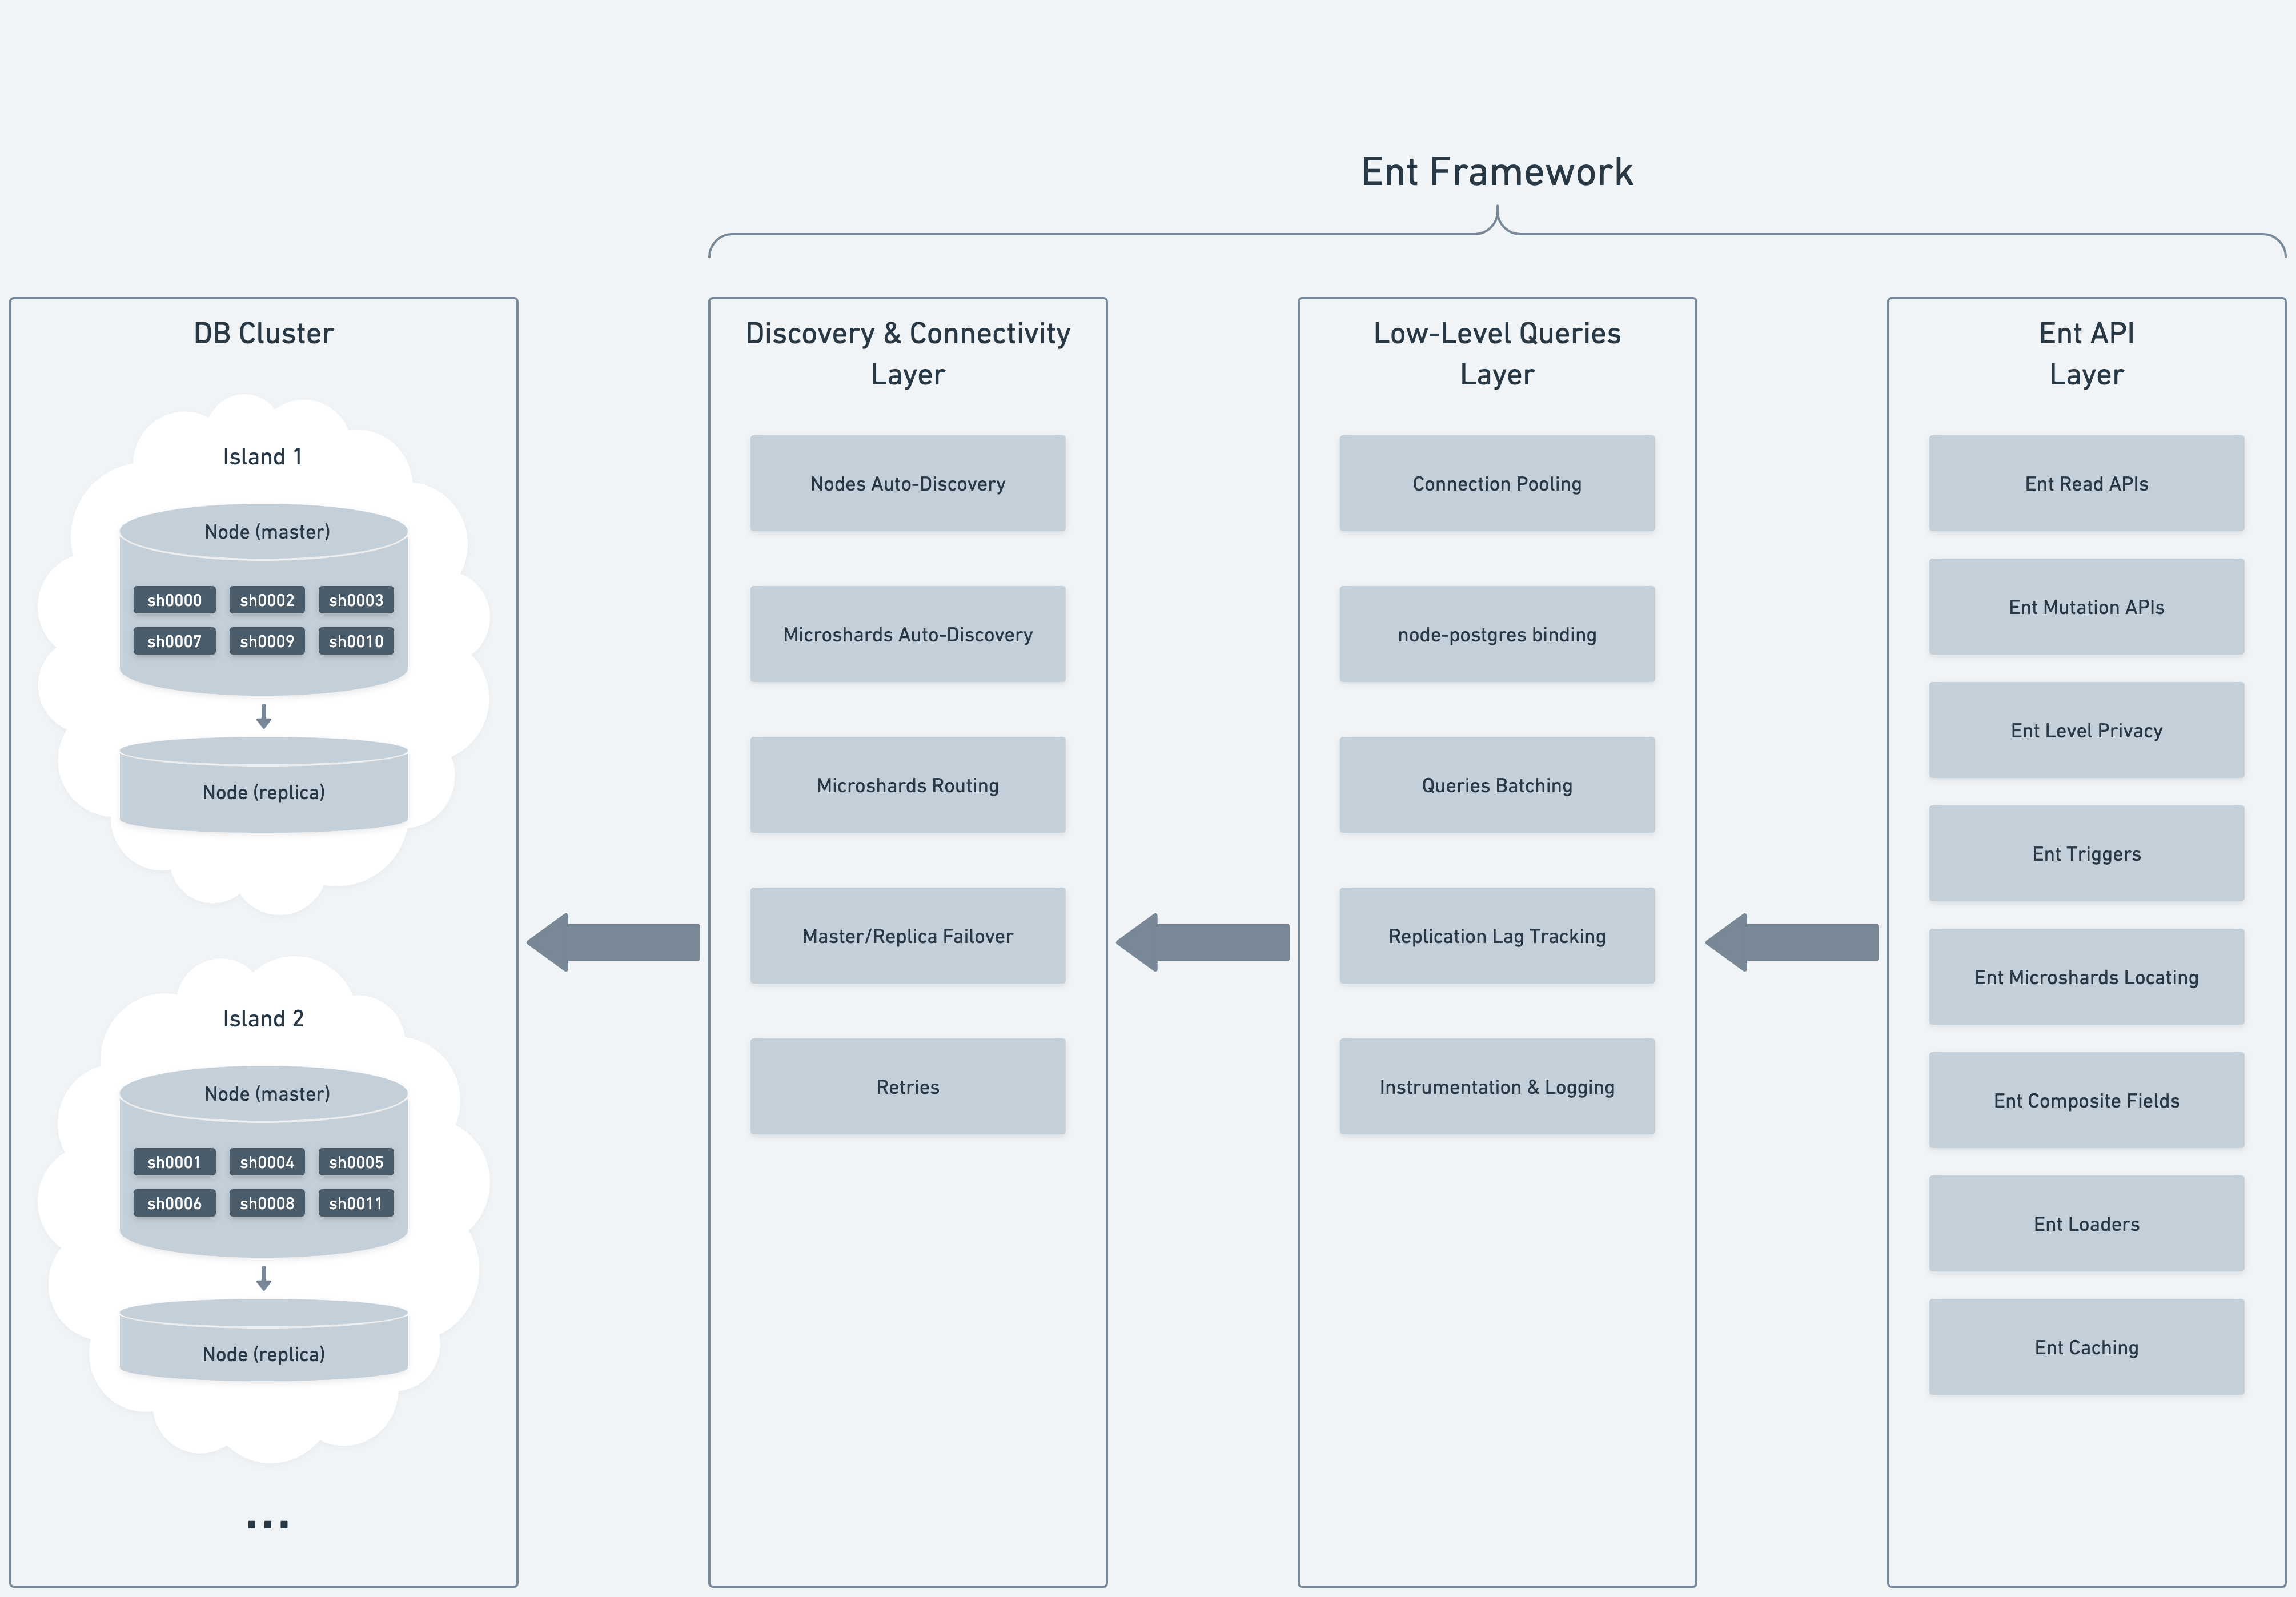 Ent Framework
DB Cluster
Island 1
Node (master)
sh0000 sh0002 sh0003
sh0007 sh0009 sh0010
Node (replica)
Island 2
Node (master)
sh0001 sh0004 sh0005
sh0006 sh0008 sh0011
Node (replica)
...
Discovery & Connectivity
Layer
Nodes Auto-Discovery
Microshards Auto-Discovery
Microshards Routing
Master/Replica Failover
Retries
Low-Level Queries
Layer
Connection Pooling
node-postgres binding
Queries Batching
Replication Lag Tracking
Instrumentation & Logging
Ent API
Layer
Ent Read APIs
Ent Mutation APIs
Ent Level Privacy
Ent Triggers
Ent Microshards Locating
Ent Composite Fields
Ent Loaders
Ent Caching